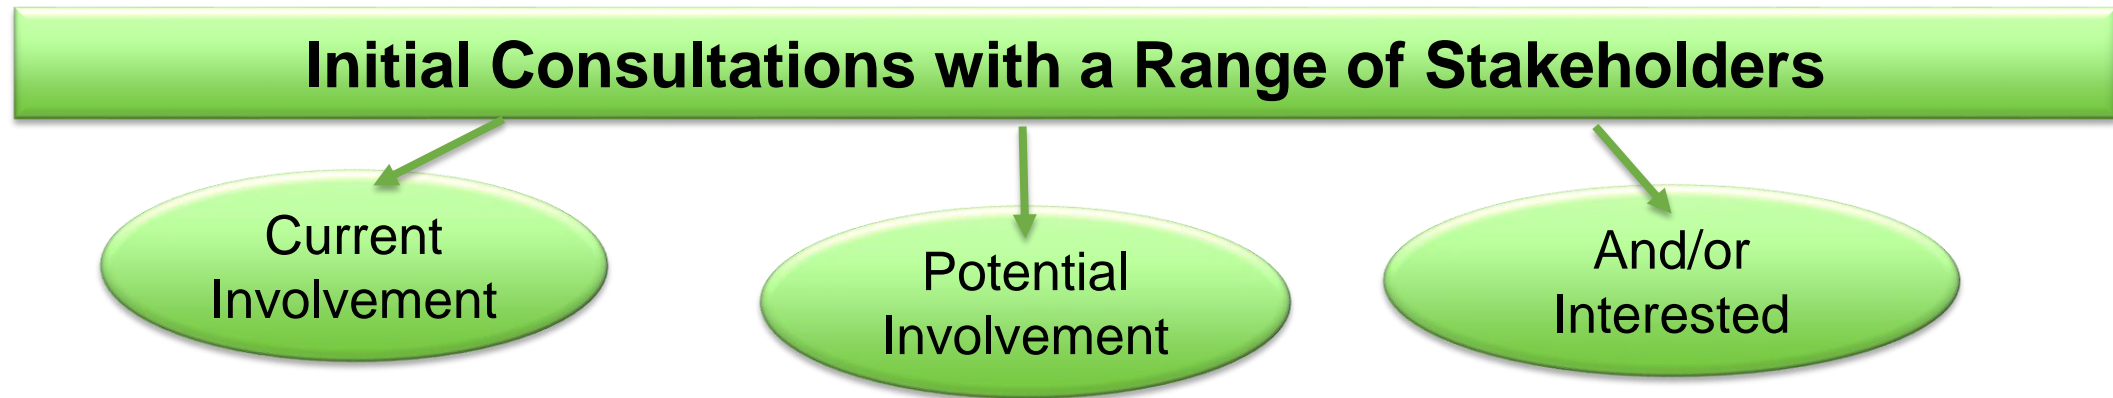 Initial Consultations with a Range of Stakeholders
Current
Involvement
Potential
Involvement
And/or
Interested